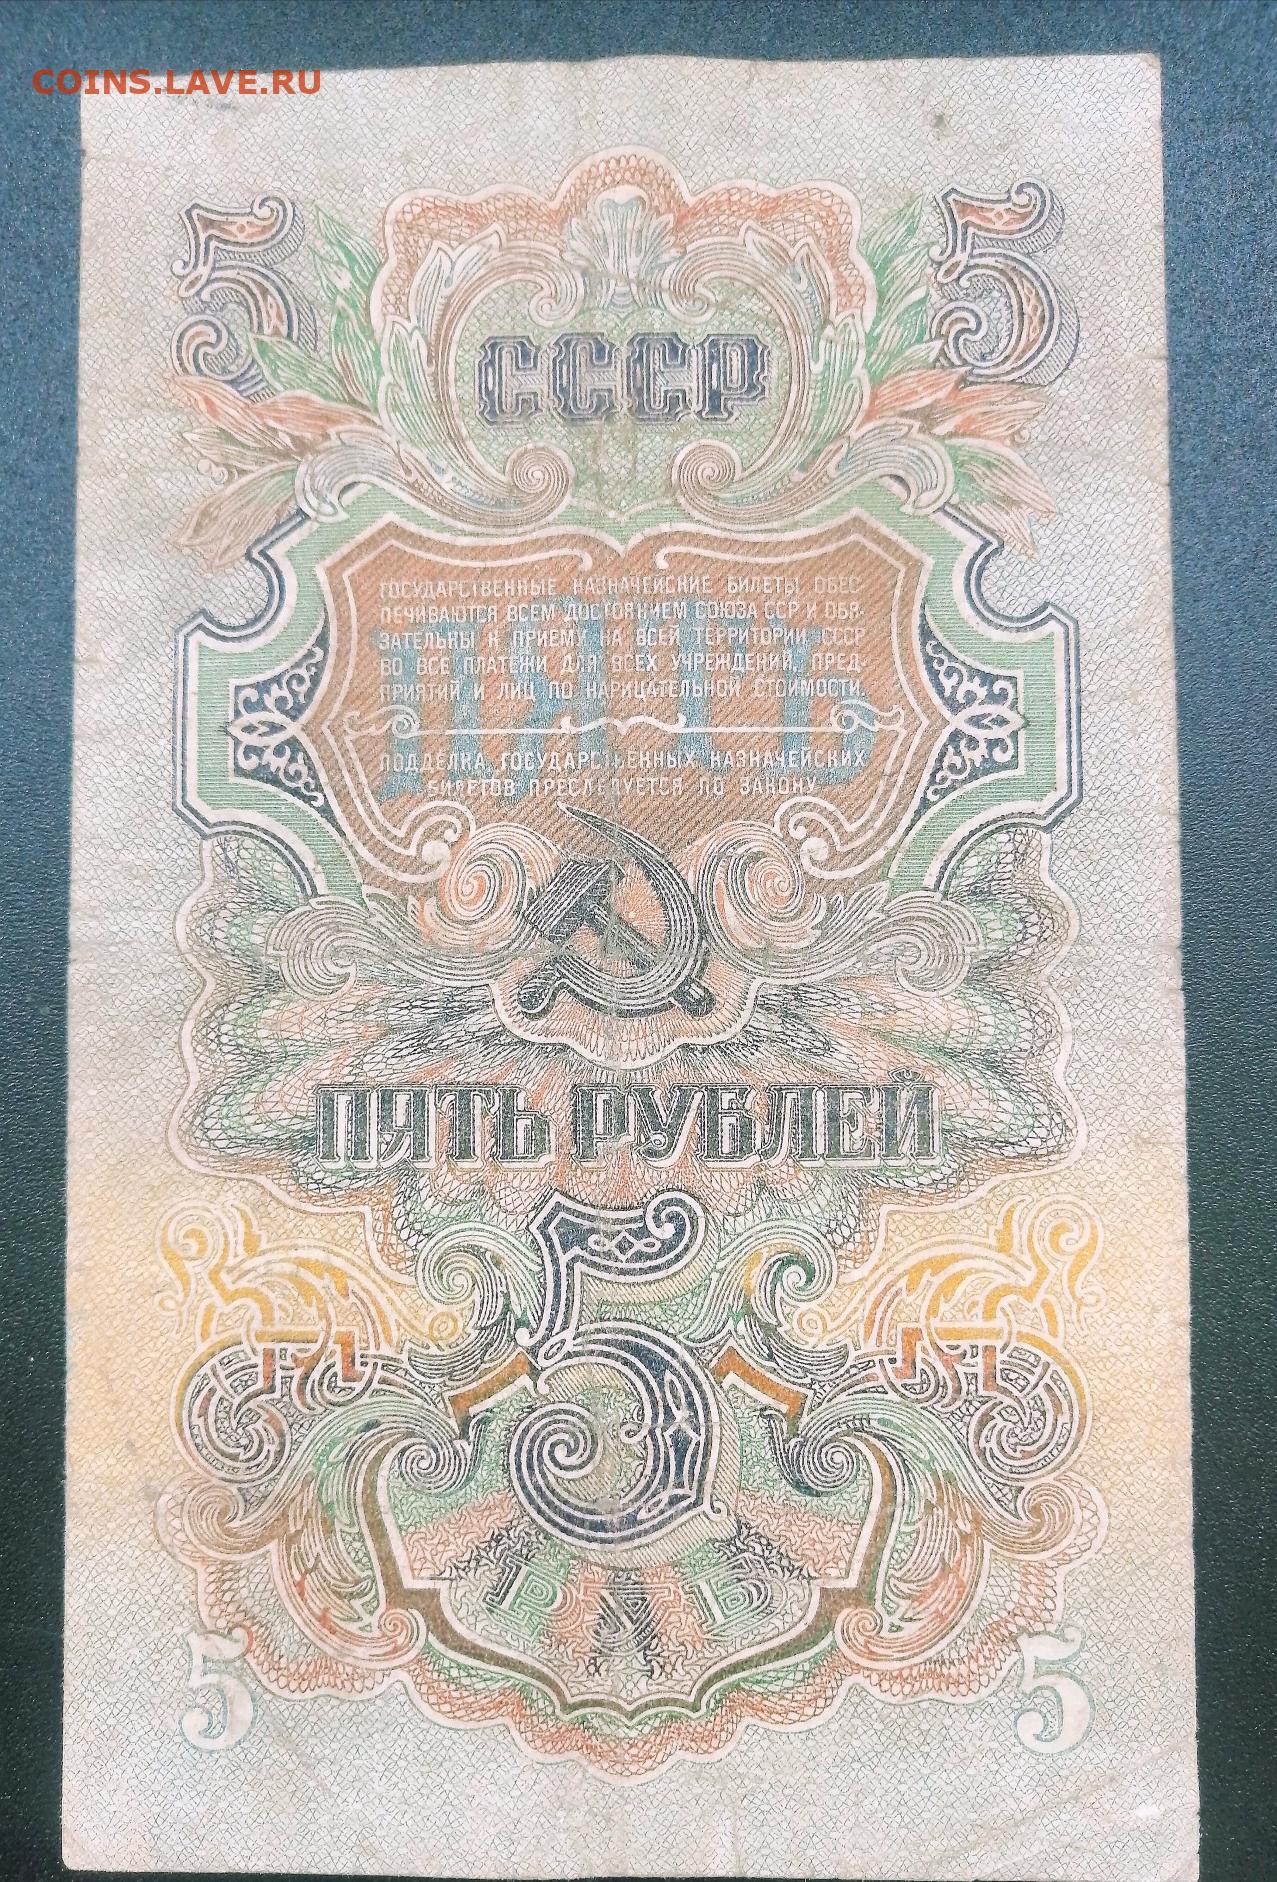 COINS.LAVE.RU
5 5
СССР
ГОСУДАРСТВЕННЫЕ КАЗНАЧЕЙСКИЕ БИЛЕТЫ ОБЕС-
ПЕЧИВАЮТСЯ ВСЕМ ДОСТОЯНИЕМ СОЮЗА ССР И ОБЯ-
ЗАТЕЛЬНЫ К ПРИЕМУ НА ВСЕЙ ТЕРРИТОРИИ СССР
ВО ВСЕ ПЛАТЕЖИ ДЛЯ ВСЕХ УЧРЕЖДЕНИЙ, ПРЕД-
ПРИЯТИЙ И ЛИЦ ПО НАРИЦАТЕЛЬНОЙ СТОИМОСТИ.
ПЯТЬ
ПОДДЕЛКА ГОСУДАРСТВЕННЫХ КАЗНАЧЕЙСКИХ
БИЛЕТОВ ПРЕСЛЕДУЕТСЯ ПО ЗАКОНУ
ПЯТЬ РУБЛЕЙ
5
РУБ
Л
5 5